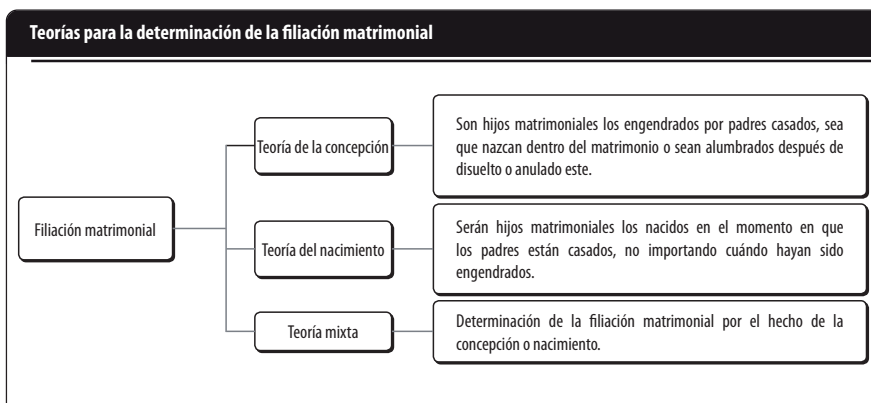 Teorías para la determinación de la filiación matrimonial
Filiación matrimonial
Teoría de la concepción
Son hijos matrimoniales los engendrados por padres casados, sea
que nazcan dentro del matrimonio o sean alumbrados después de
disuelto o anulado este.
Teoría del nacimiento
Serán hijos matrimoniales los nacidos en el momento en que
los padres están casados, no importando cuándo hayan sido
engendrados.
Teoría mixta
Determinación de la filiación matrimonial por el hecho de la
concepción o nacimiento.